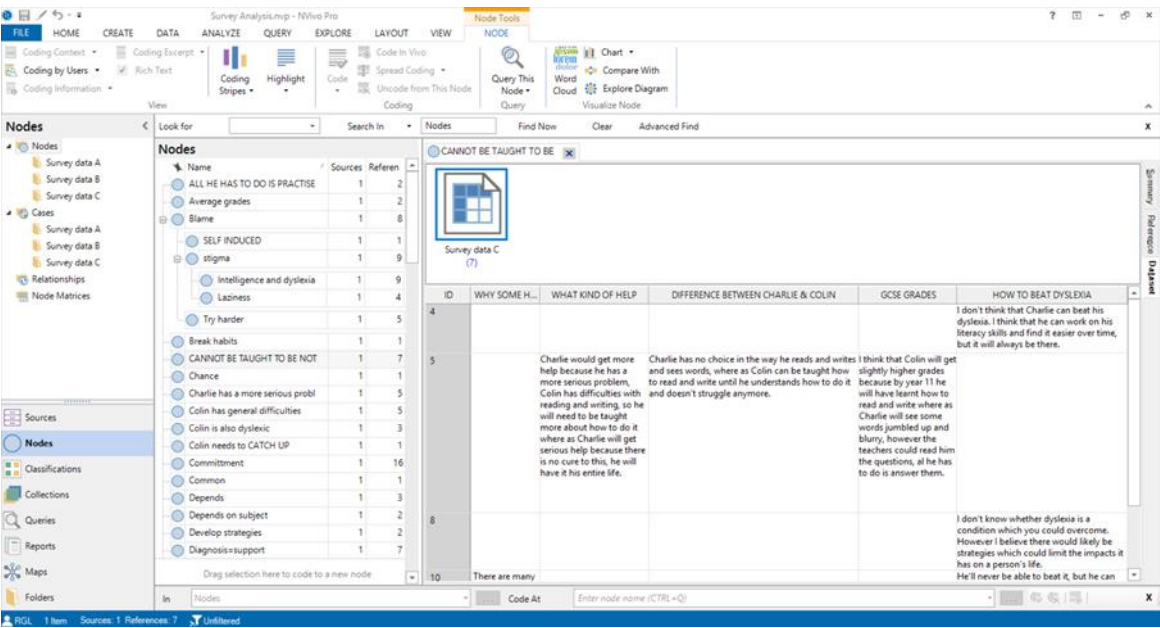 Survey Analysis.nvp - NVivo Pro
Node Tools
FILE HOME CREATE DATA ANALYZE QUERY EXPLORE LAYOUT VIEW NODE
Coding Context
Coding by Users
Coding Information
Coding Excerpt
Rich Text
View
Coding Stripes
Highlight
Code
Code In Vivo
Spread Coding
Uncode from This Node
Coding
Query This Node
Query
Word Cloud
Chart
Compare With
Explore Diagram
Visualize Node
Nodes
Look for
Search In
Nodes
Find Now
Clear
Advanced Find
Nodes
Survey data A
Survey data B
Survey data C
Cases
Survey data A
Survey data B
Survey data C
Relationships
Node Matrices
Sources
Nodes
Classifications
Collections
Queries
Reports
Maps
Folders
Nodes
Name Sources Referen
ALL HE HAS TO DO IS PRACTISE 1 2
Average grades 1 2
Blame 1 8
SELF INDUCED 1 1
stigma 1 9
Intelligence and dyslexia 1 9
Laziness 1 4
Try harder 1 5
Break habits 1 1
CANNOT BE TAUGHT TO BE NOT 1 7
Chance 1 1
Charlie has a more serious probl 1 5
Colin has general difficulties 1 5
Colin is also dyslexic 1 3
Colin needs to CATCH UP 1 1
Committment 1 16
Common 1 1
Depends 1 3
Depends on subject 1 2
Develop strategies 1 2
Diagnosis=support 1 7
Drag selection here to code to a new node
CANNOT BE TAUGHT TO BE
Survey data C
(7)
Summary
Reference
Dataset
ID WHY SOME H... WHAT KIND OF HELP DIFFERENCE BETWEEN CHARLIE & COLIN GCSE GRADES HOW TO BEAT DYSLEXIA
4
I don't think that Charlie can beat his
dyslexia. I think that he can work on his
literacy skills and find it easier over time,
but it will always be there.
5
Charlie would get more
help because he has a
more serious problem,
Colin has difficulties with
reading and writing, so he
will need to be taught
more about how to do it
where as Charlie will get
serious help because there
is no cure to this, he will
have it his entire life.
Charlie has no choice in the way he reads and writes
and sees words, where as Colin can be taught how
to read and write until he understands how to do it
and doesn't struggle anymore.
I think that Colin will get
slightly higher grades
because by year 11 he
will have learnt how to
read and write where as
Charlie will see some
words jumbled up and
blurry, however the
teachers could read him
the questions, al he has
to do is answer them.
8
I don't know whether dyslexia is a
condition which you could overcome.
However I believe there would likely be
strategies which could limit the impacts it
has on a person's life.
10
There are many
He'll never be able to beat it, but he can
In
Nodes
Code At
Enter node name (CTRL+Q)
RGL 1 Item Sources: 1 References: 7 Unfiltered